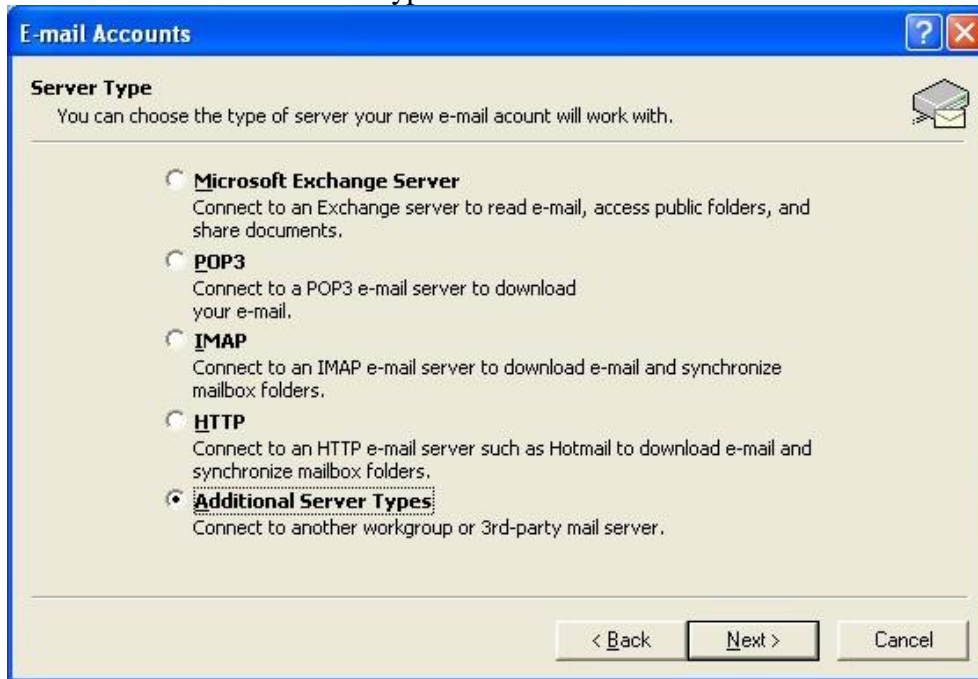 E-mail Accounts
Server Type
You can choose the type of server your new e-mail acount will work with.
Microsoft Exchange Server
Connect to an Exchange server to read e-mail, access public folders, and
share documents.
POP3
Connect to a POP3 e-mail server to download
your e-mail.
IMAP
Connect to an IMAP e-mail server to download e-mail and synchronize
mailbox folders.
HTTP
Connect to an HTTP e-mail server such as Hotmail to download e-mail and
synchronize mailbox folders.
Additional Server Types
Connect to another workgroup or 3rd-party mail server.
< Back Next > Cancel